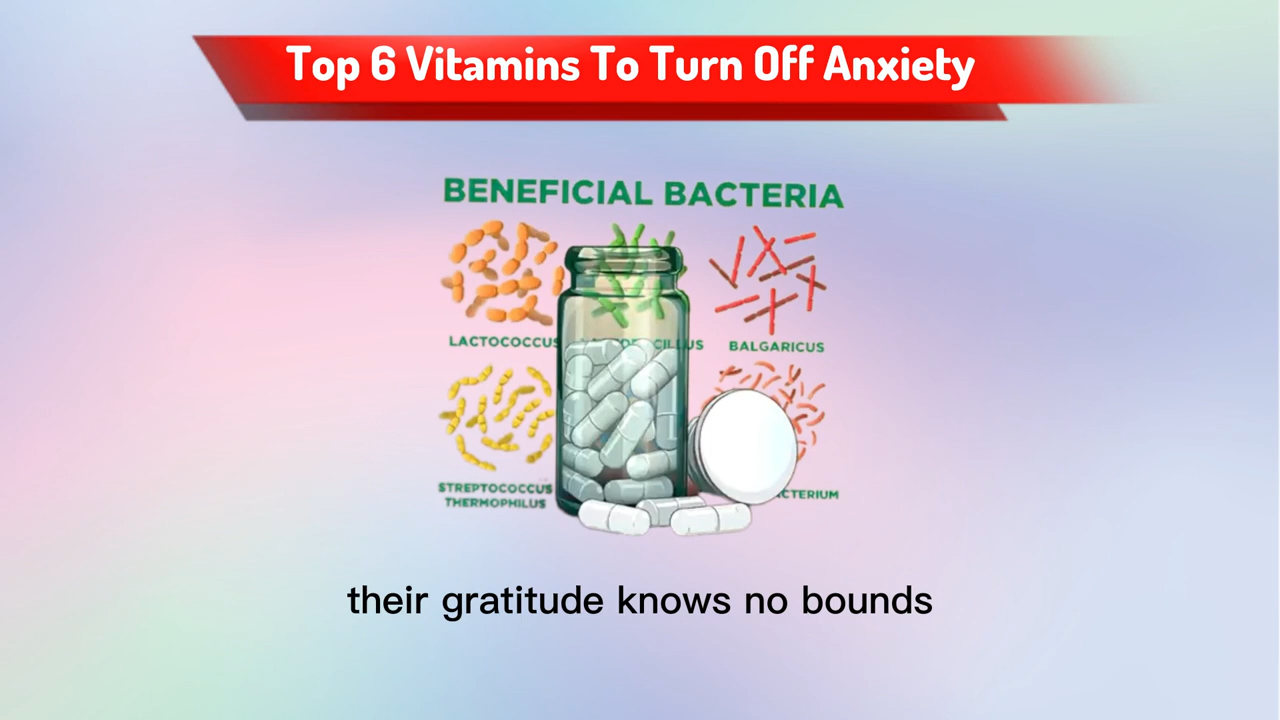 Top 6 Vitamins To Turn Off Anxiety
BENEFICIAL BACTERIA
LACTOCOCCUS
BALGARICUS
STREPTOCOCCUS
THERMOPHILUS
their gratitude knows no bounds